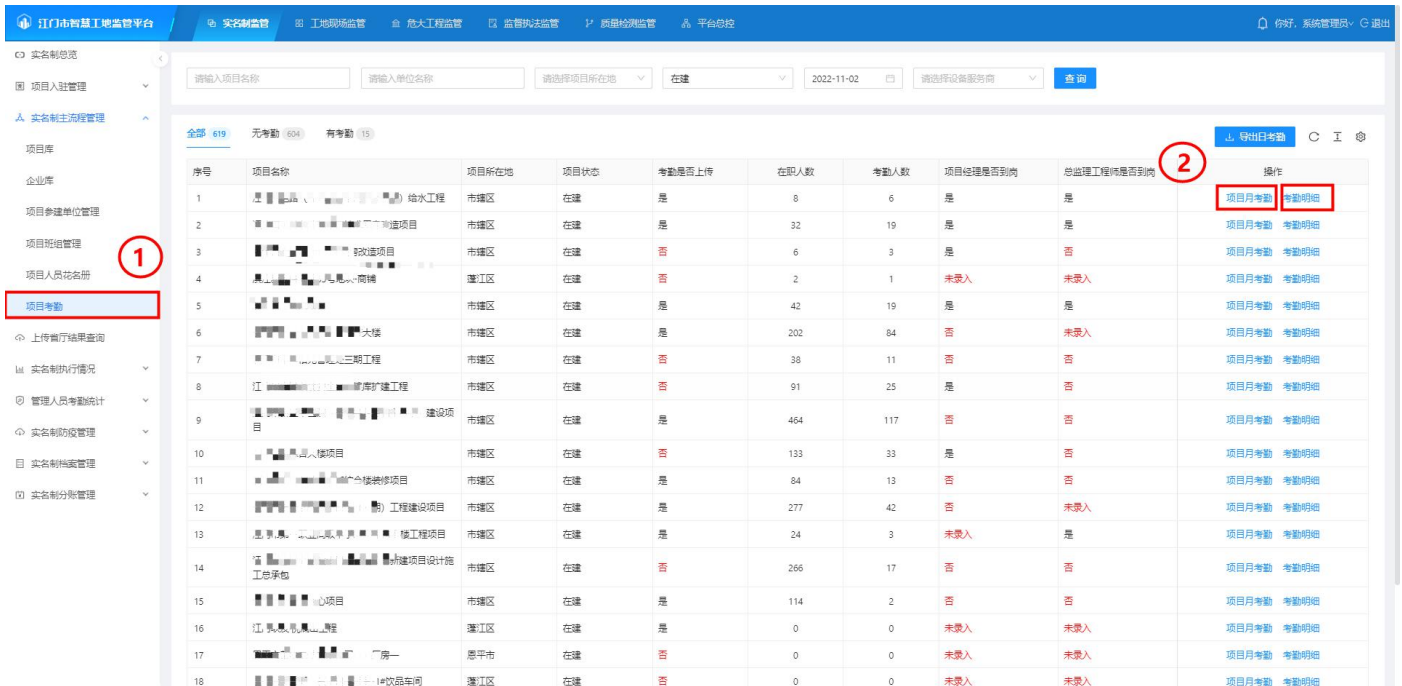 江门市智慧工地监管平台 实名制监管 工地现场监管 危大工程监管 监督执法监管 质量检测监管 平台总控 你好，系统管理员 退出
实名制总览
项目入驻管理
实名制主流程管理
项目库
企业库
项目参建单位管理
项目班组管理
项目人员花名册
项目考勤
上传省厅结果查询
实名制执行情况
管理人员考勤统计
实名制防疫管理
实名制档案管理
实名制分账管理
①
请输入项目名称 请输入单位名称 请选择项目所在地 在建 2022-11-02 请选择设备服务商 查询
全部 619 无考勤 604 有考勤 15 导出日考勤
②
序号 项目名称 项目所在地 项目状态 考勤是否上传 在职人数 考勤人数 项目经理是否到岗 总监理工程师是否到岗 操作
1 给水工程 市辖区 在建 是 8 6 是 是 项目月考勤 考勤明细
2 造项目 市辖区 在建 是 32 19 是 是 项目月考勤 考勤明细
3 改造项目 市辖区 在建 否 6 3 是 否 项目月考勤 考勤明细
4 商铺 蓬江区 在建 否 2 1 未录入 未录入 项目月考勤 考勤明细
5 市辖区 在建 是 42 19 是 是 项目月考勤 考勤明细
6 大楼 市辖区 在建 是 202 84 否 未录入 项目月考勤 考勤明细
7 三期工程 市辖区 在建 否 38 11 否 否 项目月考勤 考勤明细
8 江 库扩建工程 市辖区 在建 否 91 25 是 否 项目月考勤 考勤明细
9 建设项目 市辖区 在建 是 464 117 否 否 项目月考勤 考勤明细
10 楼项目 市辖区 在建 否 133 33 是 否 项目月考勤 考勤明细
11 楼装修项目 市辖区 在建 是 84 13 否 否 项目月考勤 考勤明细
12 期）工程建设项目 市辖区 在建 是 277 42 否 未录入 项目月考勤 考勤明细
13 楼工程项目 市辖区 在建 是 24 3 未录入 是 项目月考勤 考勤明细
14 新建项目设计施工总承包 市辖区 在建 否 266 17 否 否 项目月考勤 考勤明细
15 心项目 市辖区 在建 是 114 2 否 否 项目月考勤 考勤明细
16 江 程 蓬江区 在建 是 0 0 未录入 未录入 项目月考勤 考勤明细
17 房一 恩平市 在建 否 0 0 未录入 未录入 项目月考勤 考勤明细
18 #饮品车间 蓬江区 在建 否 0 0 未录入 未录入 项目月考勤 考勤明细